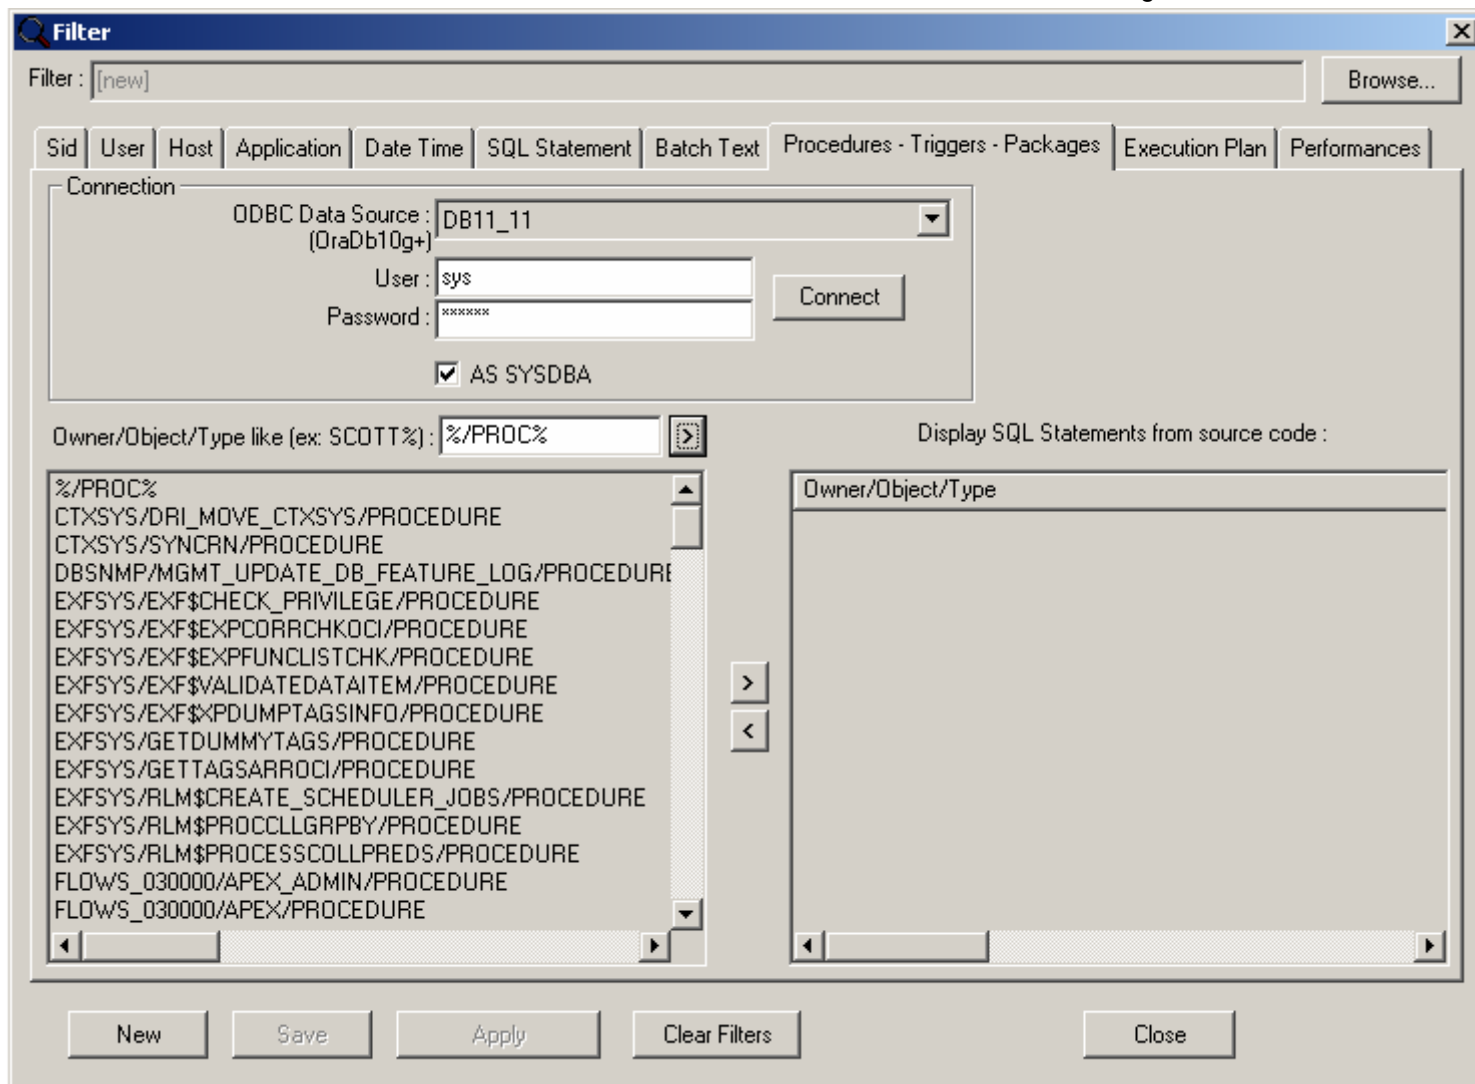 Filter
Filter : [new] Browse...
Sid User Host Application Date Time SQL Statement Batch Text Procedures - Triggers - Packages Execution Plan Performances
Connection
ODBC Data Source : DB11_11
(OraDb10g+)
User : sys
Connect
Password : ******
AS SYSDBA
Owner/Object/Type like (ex: SCOTT%) : %/PROC% > Display SQL Statements from source code :
%/PROC%
CTXSYS/DRI_MOVE_CTXSYS/PROCEDURE
CTXSYS/SYNCRN/PROCEDURE
DBSNMP/MGMT_UPDATE_DB_FEATURE_LOG/PROCEDURE
EXFSYS/EXF$CHECK_PRIVILEGE/PROCEDURE
EXFSYS/EXF$EXPCORRCHKOCI/PROCEDURE
EXFSYS/EXF$EXPFUNCLISTCHK/PROCEDURE
EXFSYS/EXF$VALIDATEDATAITEM/PROCEDURE
EXFSYS/EXF$XPDUMPTAGSINFO/PROCEDURE
EXFSYS/GETDUMMYTAGS/PROCEDURE
EXFSYS/GETTAGSARROCI/PROCEDURE
EXFSYS/RLM$CREATE_SCHEDULER_JOBS/PROCEDURE
EXFSYS/RLM$PROCCLLGRPBY/PROCEDURE
EXFSYS/RLM$PROCESSCOLLPREDS/PROCEDURE
FLOWS_030000/APEX_ADMIN/PROCEDURE
FLOWS_030000/APEX/PROCEDURE
>
<
Owner/Object/Type
New Save Apply Clear Filters Close